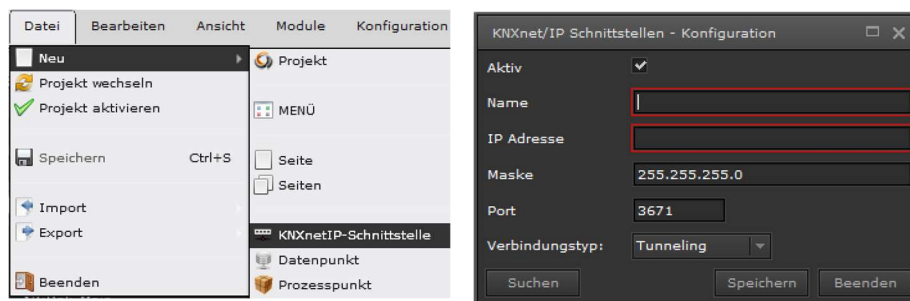 Datei Bearbeiten Ansicht Module Konfiguration
Neu
Projekt wechseln
Projekt aktivieren
Speichern Ctrl+S
Import
Export
Beenden
Projekt
MENÜ
Seite
Seiten
KNXnetIP-Schnittstelle
Datenpunkt
Prozesspunkt
KNXnet/IP Schnittstellen - Konfiguration
Aktiv
Name
IP Adresse
Maske 255.255.255.0
Port 3671
Verbindungstyp: Tunneling
Suchen Speichern Beenden